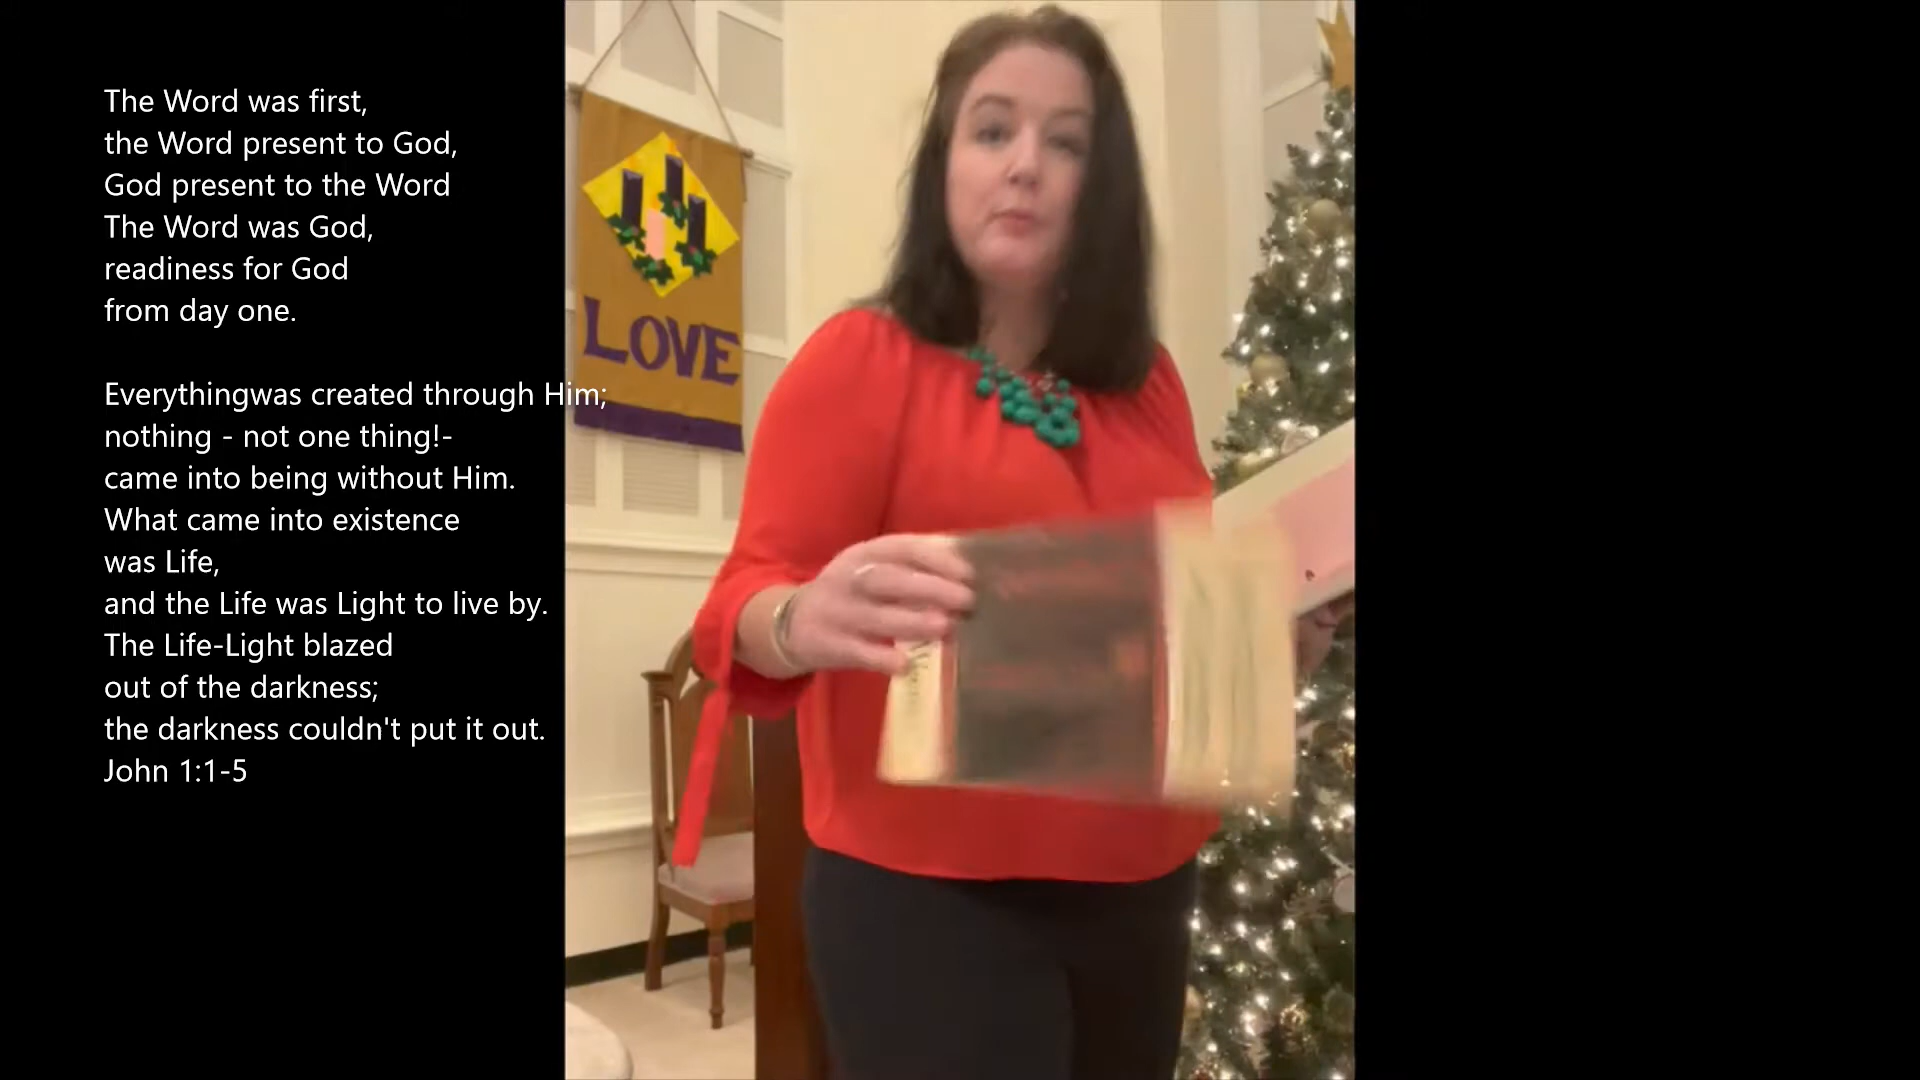 The Word was first,
the Word present to God,
God present to the Word
The Word was God,
readiness for God
from day one.
Everythingwas created through Him;
nothing - not one thing!-
came into being without Him.
What came into existence
was Life,
and the Life was Light to live by.
The Life-Light blazed
out of the darkness;
the darkness couldn't put it out.
John 1:1-5
LOVE